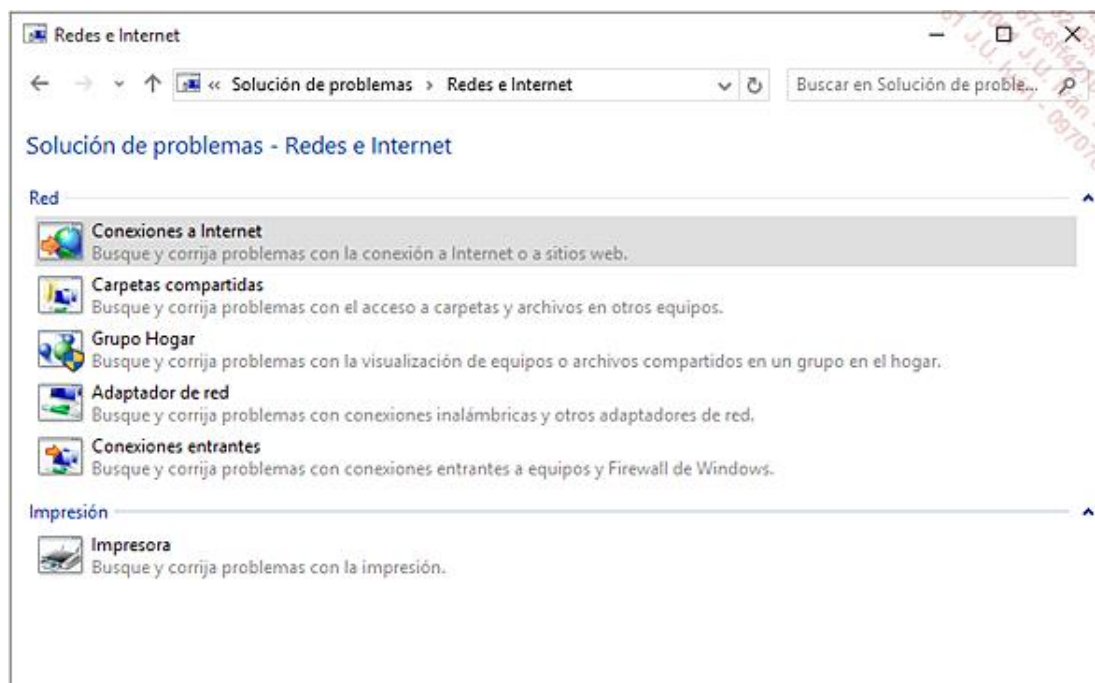 Redes e Internet
« Solución de problemas › Redes e Internet
Buscar en Solución de proble...
Solución de problemas - Redes e Internet
Red
Conexiones a Internet
Busque y corrija problemas con la conexión a Internet o a sitios web.
Carpetas compartidas
Busque y corrija problemas con el acceso a carpetas y archivos en otros equipos.
Grupo Hogar
Busque y corrija problemas con la visualización de equipos o archivos compartidos en un grupo en el hogar.
Adaptador de red
Busque y corrija problemas con conexiones inalámbricas y otros adaptadores de red.
Conexiones entrantes
Busque y corrija problemas con conexiones entrantes a equipos y Firewall de Windows.
Impresión
Impresora
Busque y corrija problemas con la impresión.